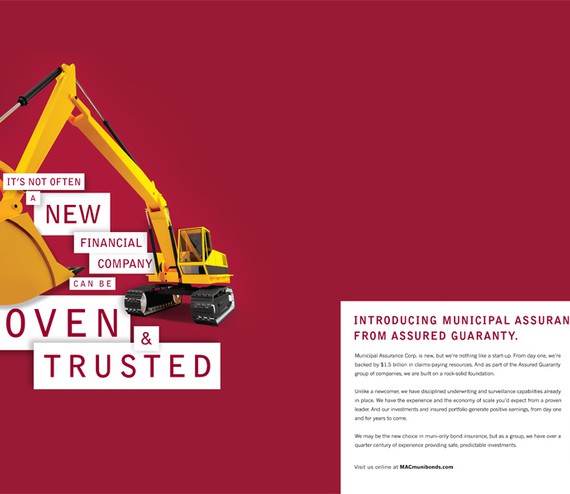 IT'S NOT OFTEN
A
NEW
FINANCIAL
COMPANY
CAN BE
OVEN
&
TRUSTED
INTRODUCING MUNICIPAL ASSURAN
FROM ASSURED GUARANTY.
Municipal Assurance Corp. is new, but we're nothing like a start-up. From day one, we're
backed by $1.5 billion in claims-paying resources. And as part of the Assured Guaranty
group of companies, we are built on a rock-solid foundation.
Unlike a newcomer, we have disciplined underwriting and surveillance capabilities already
in place. We have the experience and the economy of scale you'd expect from a proven
leader. And our investments and insured portfolio generate positive earnings, from day one
and for years to come.
We may be the new choice in muni-only bond insurance, but as a group, we have over a
quarter century of experience providing safe, predictable investments.
Visit us online at MACmunibonds.com